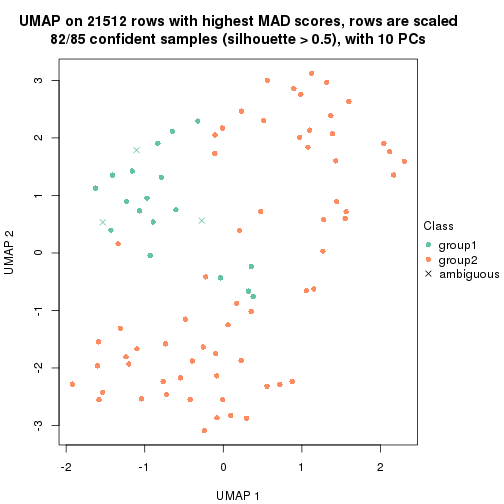 UMAP on 21512 rows with highest MAD scores, rows are scaled
82/85 confident samples (silhouette > 0.5), with 10 PCs
3
2
1
0
-1
-2
-3
UMAP 2
-2
-1
0
1
2
UMAP 1
Class
group1
group2
ambiguous